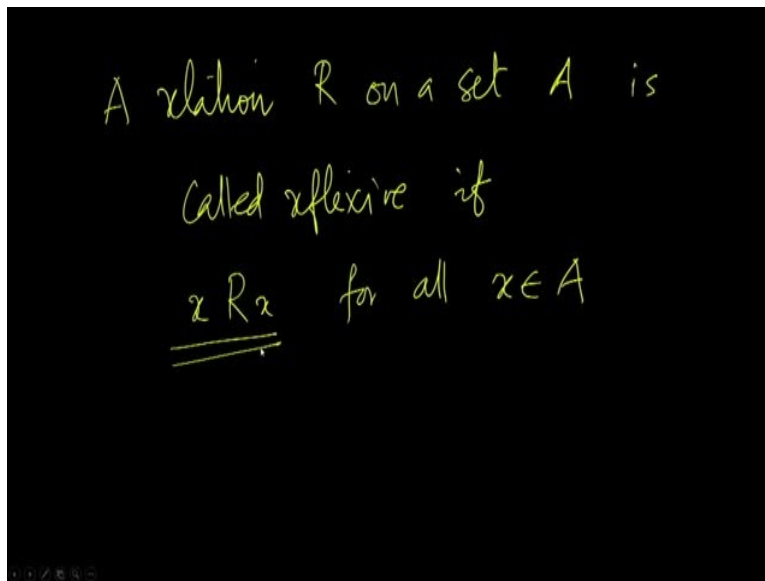 A relation R on a set A is
called reflexive if
x R x for all x ∈ A